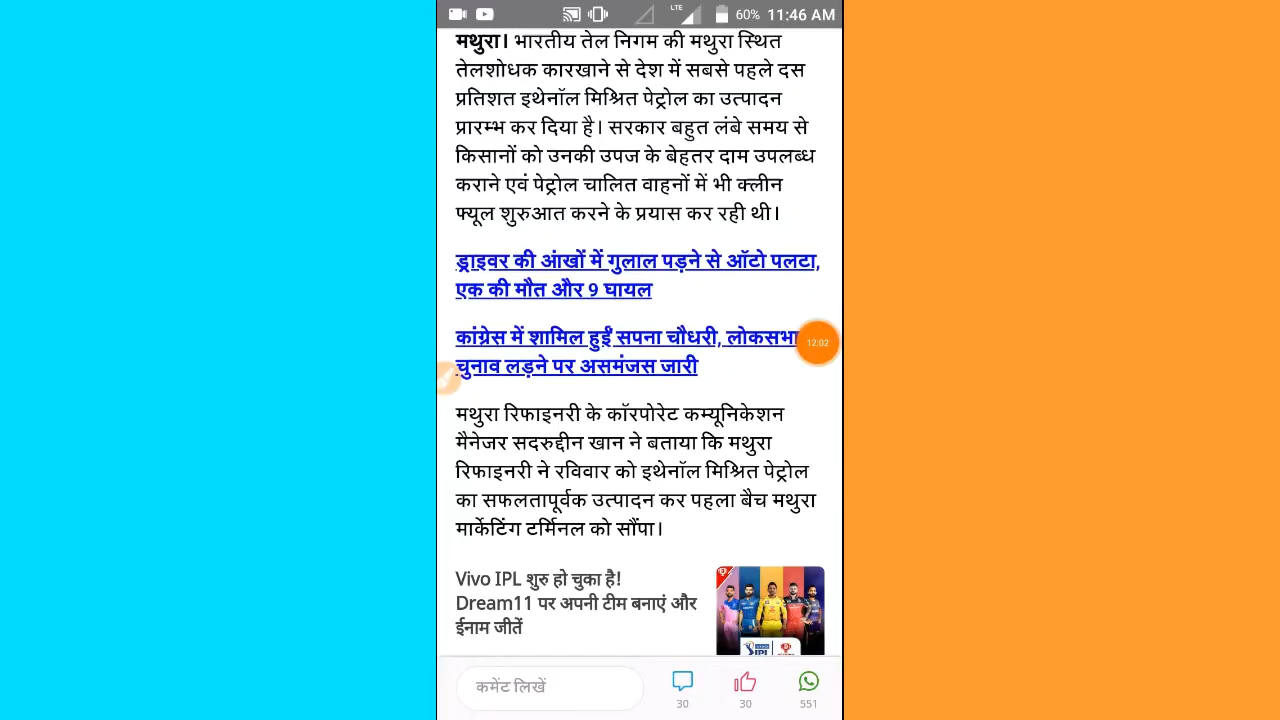 LTE 60% 11:46 AM
मथुरा। भारतीय तेल निगम की मथुरा स्थित
तेलशोधक कारखाने से देश में सबसे पहले दस
प्रतिशत इथेनॉल मिश्रित पेट्रोल का उत्पादन
प्रारम्भ कर दिया है। सरकार बहुत लंबे समय से
किसानों को उनकी उपज के बेहतर दाम उपलब्ध
कराने एवं पेट्रोल चालित वाहनों में भी क्लीन
फ्यूल शुरुआत करने के प्रयास कर रही थी।
ड्राइवर की आंखों में गुलाल पड़ने से ऑटो पलटा,
एक की मौत और 9 घायल
कांग्रेस में शामिल हुईं सपना चौधरी, लोकसभा
12:02
चुनाव लड़ने पर असमंजस जारी
मथुरा रिफाइनरी के कॉरपोरेट कम्यूनिकेशन
मैनेजर सदरुद्दीन खान ने बताया कि मथुरा
रिफाइनरी ने रविवार को इथेनॉल मिश्रित पेट्रोल
का सफलतापूर्वक उत्पादन कर पहला बैच मथुरा
मार्केटिंग टर्मिनल को सौंपा।
Vivo IPL शुरु हो चुका है!
Dream11 पर अपनी टीम बनाएं और
ईनाम जीतें
IPL
कमेंट लिखें
30 30 551